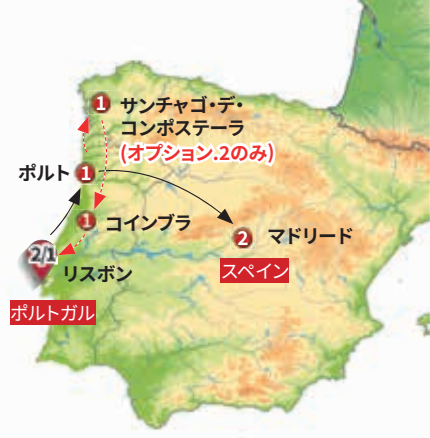 1 サンチャゴ・デ・
コンポステーラ
(オプション.2のみ)
ポルト 1
1 コインブラ
2 マドリード
スペイン
2/1
リスボン
ポルトガル